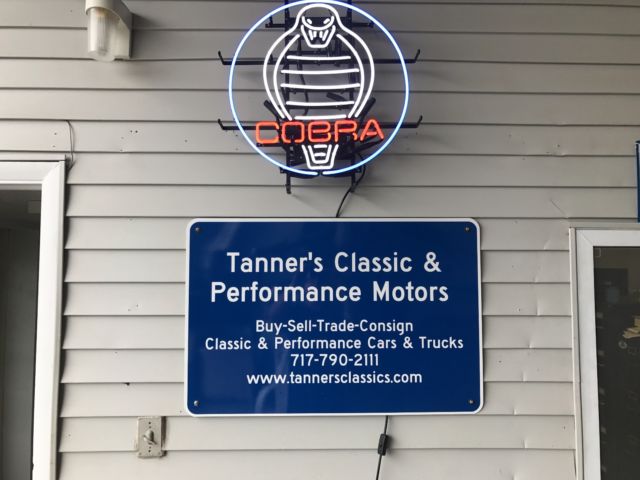 COBRA
Tanner's Classic &
Performance Motors
Buy-Sell-Trade-Consign
Classic & Performance Cars & Trucks
717-790-2111
www.tannersclassics.com